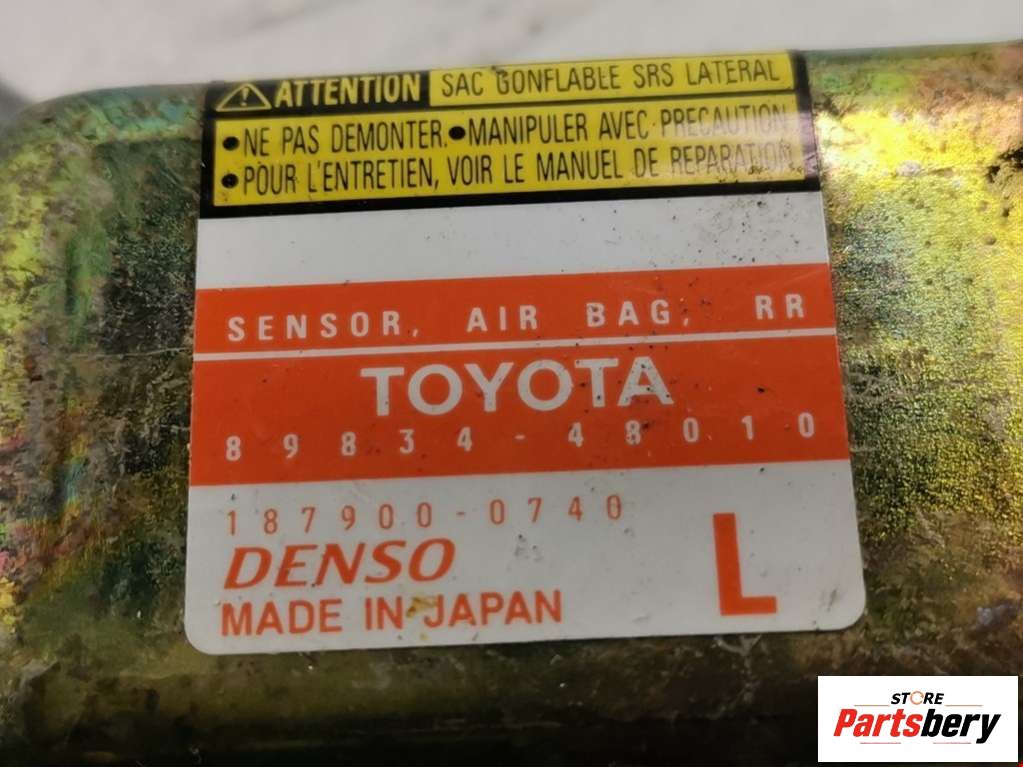 ATTENTION SAC GONFLABLE SRS LATERAL
•NE PAS DEMONTER. •MANIPULER AVEC PRECAUTION
•POUR L'ENTRETIEN, VOIR LE MANUEL DE REPARATION.
SENSOR, AIR BAG, RR
TOYOTA
89834-48010
187900-0740
DENSO
L
MADE IN JAPAN
STORE
Partsbery